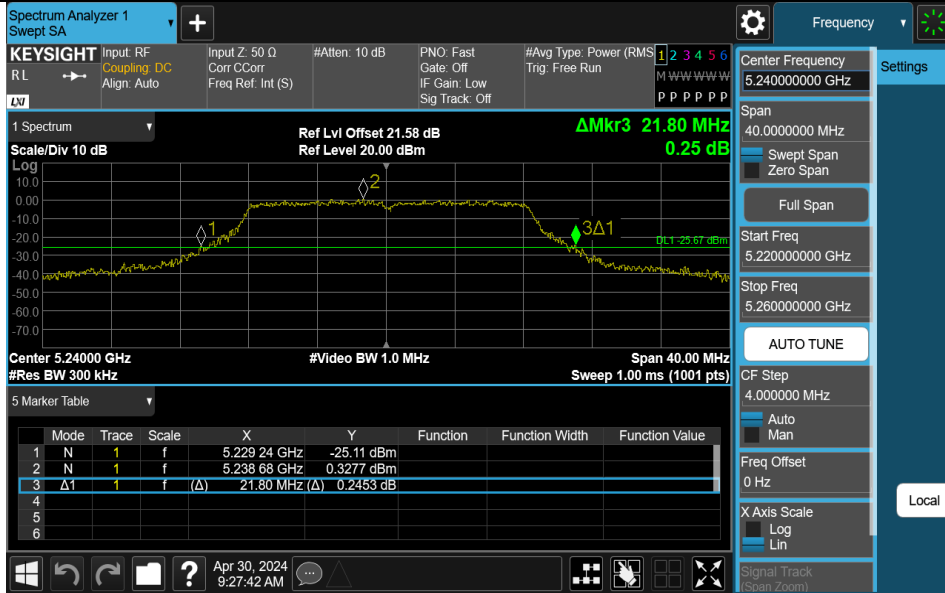 Spectrum Analyzer 1
Swept SA
+
Frequency
KEYSIGHT
R L
LXI
Input: RF
Coupling: DC
Align: Auto
Input Z: 50 Ω
Corr CCorr
Freq Ref: Int (S)
#Atten: 10 dB
PNO: Fast
Gate: Off
IF Gain: Low
Sig Track: Off
#Avg Type: Power (RMS
Trig: Free Run
1 2 3 4 5 6
M W W W W W
P P P P P P
1 Spectrum
Scale/Div 10 dB
Ref Lvl Offset 21.58 dB
Ref Level 20.00 dBm
ΔMkr3 21.80 MHz
0.25 dB
Log
10.0
0.00
-10.0
-20.0
-30.0
-40.0
-50.0
-60.0
-70.0
1
2
3Δ1
DL1 -25.67 dBm
Center 5.24000 GHz
#Video BW 1.0 MHz
Span 40.00 MHz
#Res BW 300 kHz
Sweep 1.00 ms (1001 pts)
5 Marker Table
Mode Trace Scale X Y Function Function Width Function Value
1 N 1 f 5.229 24 GHz -25.11 dBm
2 N 1 f 5.238 68 GHz 0.3277 dBm
3 Δ1 1 f (Δ) 21.80 MHz (Δ) 0.2453 dB
4
5
6
?
Apr 30, 2024
9:27:42 AM
Center Frequency
5.240000000 GHz
Span
40.0000000 MHz
Swept Span
Zero Span
Full Span
Start Freq
5.220000000 GHz
Stop Freq
5.260000000 GHz
AUTO TUNE
CF Step
4.000000 MHz
Auto
Man
Freq Offset
0 Hz
X Axis Scale
Log
Lin
Signal Track
(Span Zoom)
Settings
Local